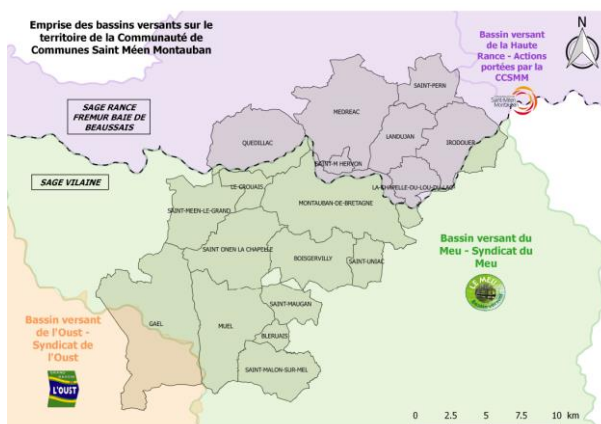 Emprise des bassins versants sur le
territoire de la Communauté de
Communes Saint Méen Montauban
Bassin versant
de la Haute
Rance - Actions
portées par la
CCSMM
N
Saint-Méen
Montauban
SAGE RANCE
FREMUR BAIE DE
BEAUSSAIS
SAGE VILAINE
SAINT-PERN
MEDREAC
LANDUJAN
IRODOUER
QUEDILLAC
SAINT-M HERVON
LA-CHAPELLE-DU-LOU-DU-LAC
LE CROUAIS
SAINT-MEEN-LE-GRAND
MONTAUBAN-DE-BRETAGNE
SAINT ONEN LA CHAPELLE
BOISGERVILLY
SAINT-UNIAC
SAINT-MAUGAN
GAEL
MUEL
BLERUAIS
SAINT-MALON-SUR-MEL
Bassin versant du
Meu - Syndicat du
Meu
LE MEU
Bassin versant
de l'Oust -
Syndicat de
l'Oust
L'OUST
0 2.5 5 7.5 10 km